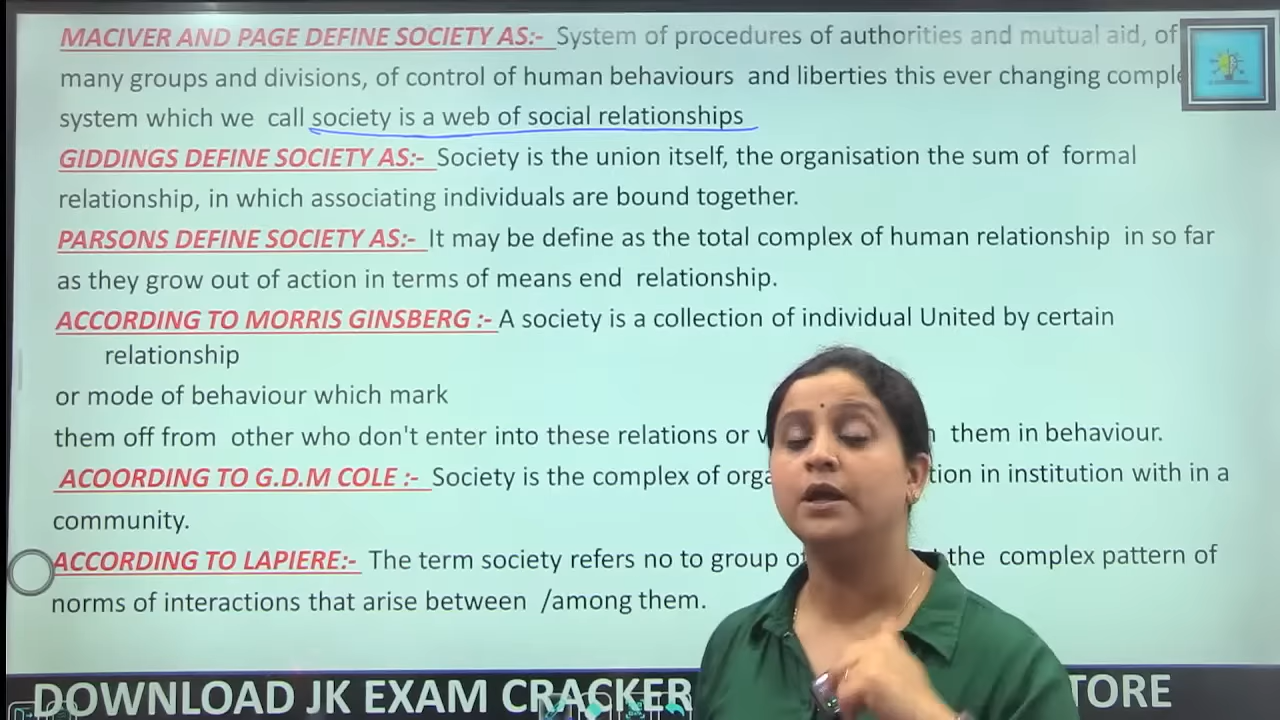 MACIVER AND PAGE DEFINE SOCIETY AS:- System of procedures of authorities and mutual aid, of
many groups and divisions, of control of human behaviours and liberties this ever changing
system which we call society is a web of social relationships
GIDDINGS DEFINE SOCIETY AS:- Society is the union itself, the organisation the sum of formal
relationship, in which associating individuals are bound together.
PARSONS DEFINE SOCIETY AS:- It may be define as the total complex of human relationship in so far
as they grow out of action in terms of means end relationship.
ACCORDING TO MORRIS GINSBERG :- A society is a collection of individual United by certain
relationship
or mode of behaviour which mark
them off from other who don't enter into these relations or them in behaviour.
ACOORDING TO G.D.M COLE :- Society is the complex of in institution with in a
community.
ACCORDING TO LAPIERE:- The term society refers no to group the complex pattern of
norms of interactions that arise between /among them.
DOWNLOAD JK EXAM CRACKER